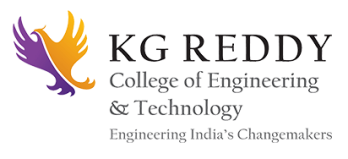 KG REDDY
College of Engineering
& Technology
Engineering India's Changemakers